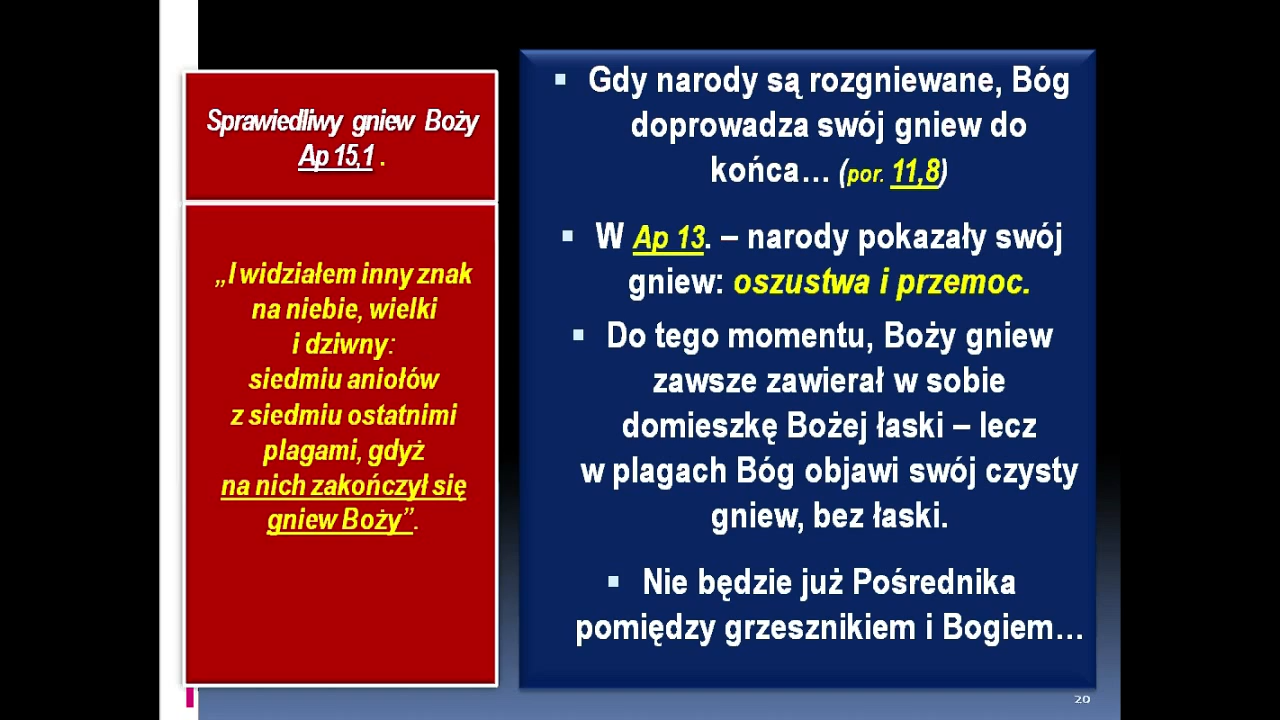 Sprawiedliwy gniew Boży
Ap 15,1 .
„I widziałem inny znak
na niebie, wielki
i dziwny:
siedmiu aniołów
z siedmiu ostatnimi
plagami, gdyż
na nich zakończył się
gniew Boży”.
▪ Gdy narody są rozgniewane, Bóg
doprowadza swój gniew do
końca… (por. 11,8)
▪ W Ap 13. – narody pokazały swój
gniew: oszustwa i przemoc.
▪ Do tego momentu, Boży gniew
zawsze zawierał w sobie
domieszkę Bożej łaski – lecz
w plagach Bóg objawi swój czysty
gniew, bez łaski.
▪ Nie będzie już Pośrednika
pomiędzy grzesznikiem i Bogiem…
20